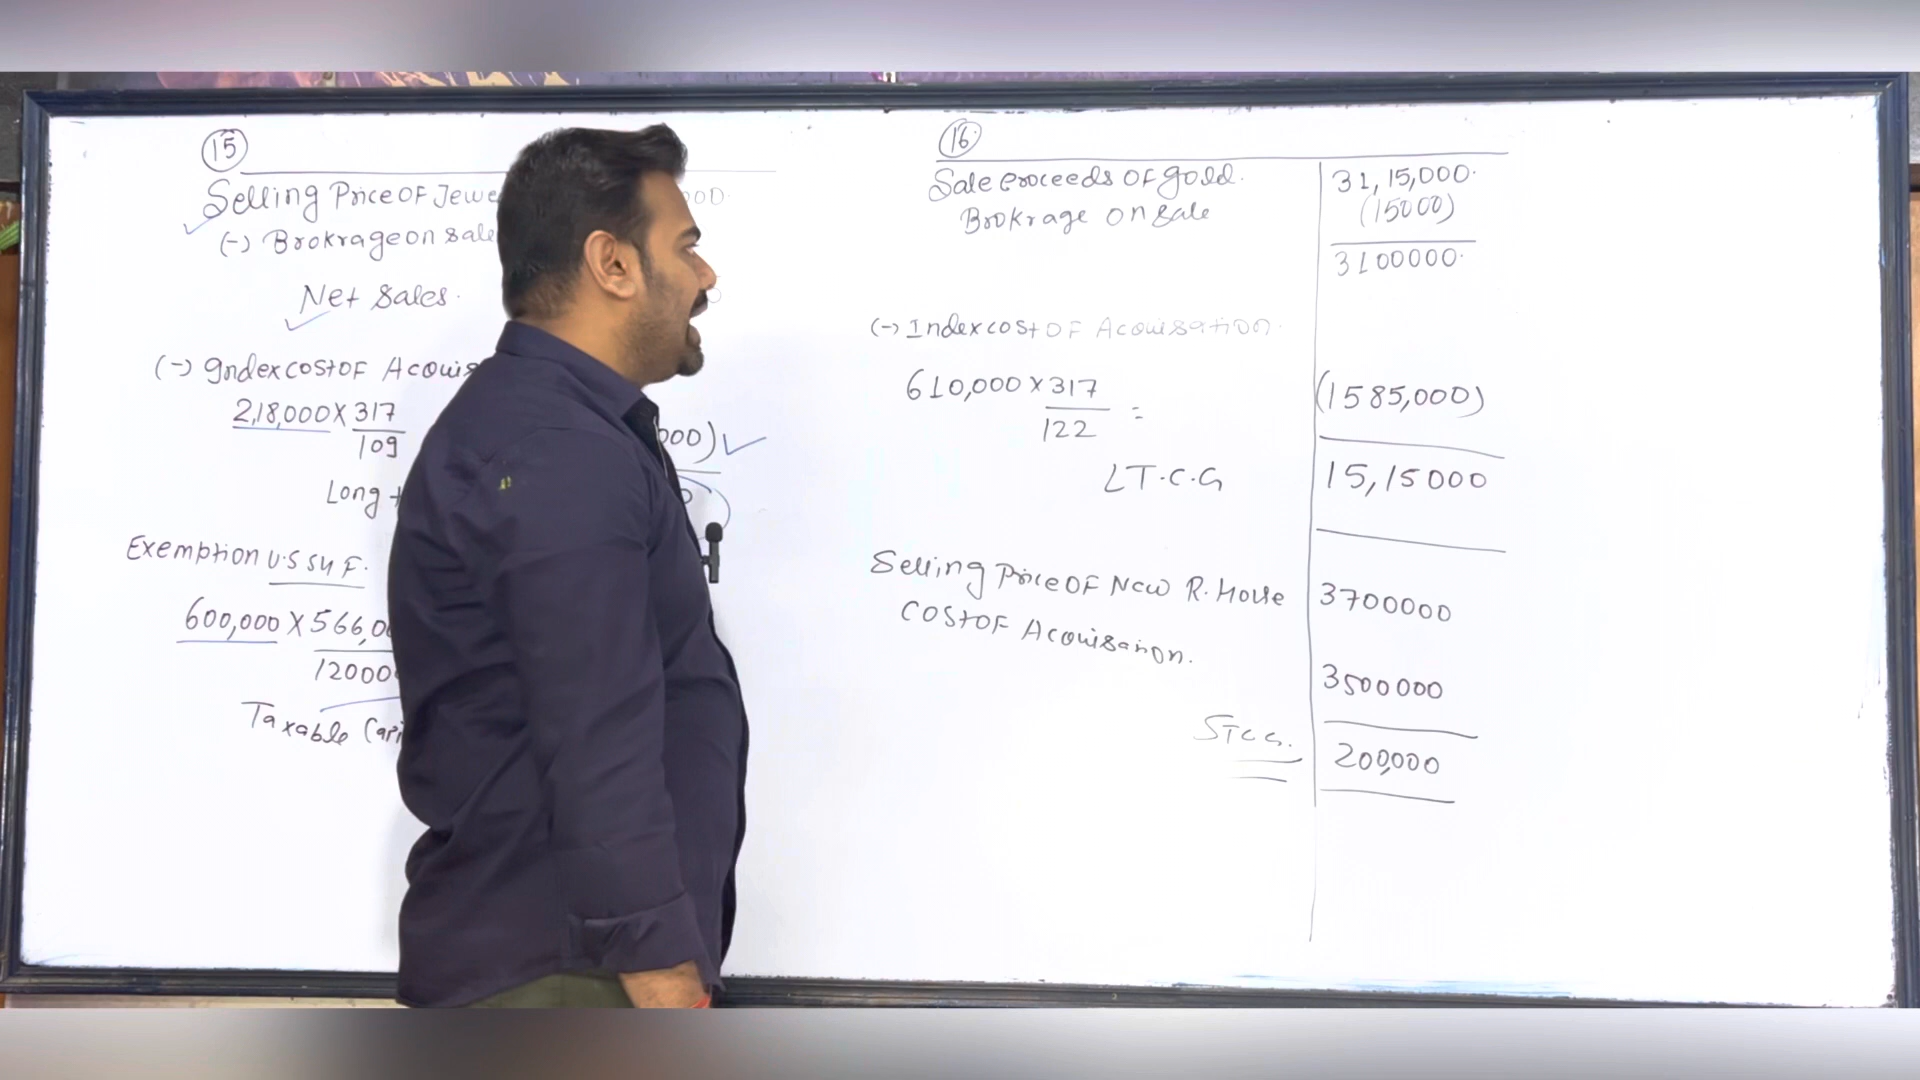 15
Selling Price OF Jewe
(-) Brokrage on sale
Net sales.
(-) Index cost OF Acquis
2,18,000 X 317
109
Long
Exemption U.S 54 F.
600,000 X 566,0
12000
Taxable Capi
000)
16
Sale Proceeds OF gold. 31,15,000.
Brokrage on sale (15000)
3100000.
(-) Index cost OF Acquisation.
610,000 X 317 = (1585,000)
122
LT.C.G 15,15000
Selling Price OF New R. House 3700000
COST OF Acquisation.
3500000
STCG. 200,000